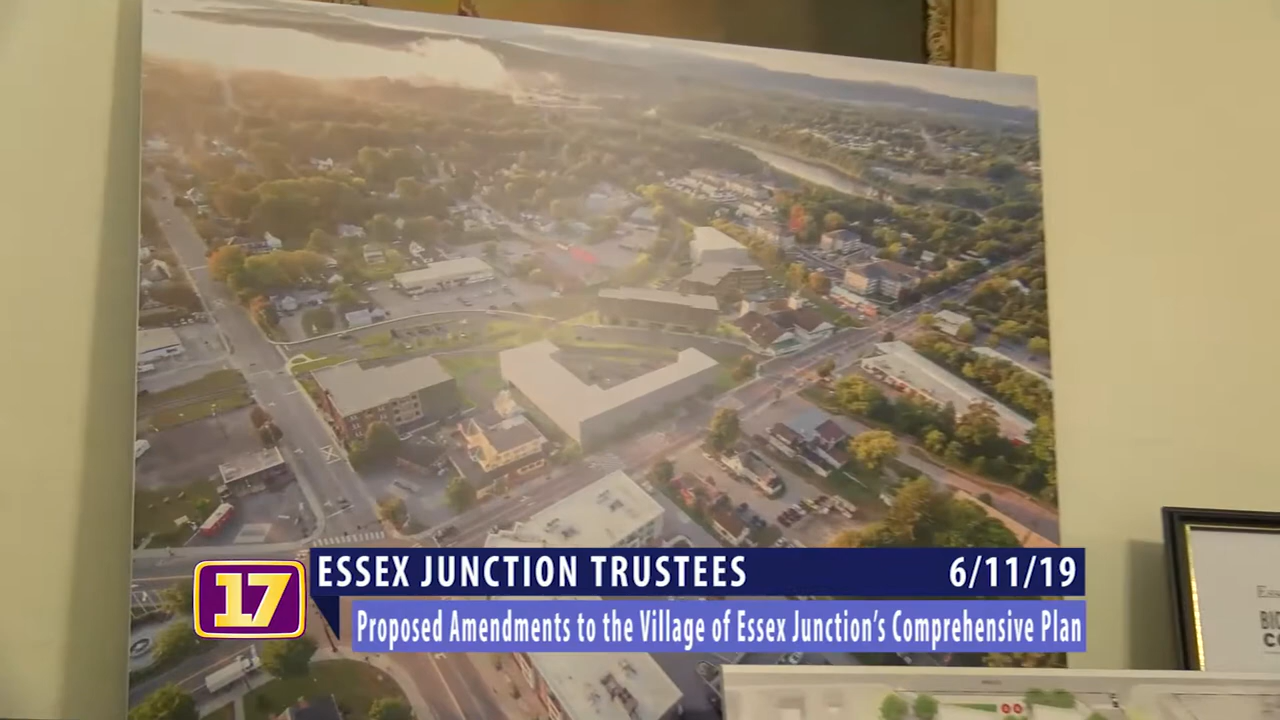 ESSEX JUNCTION TRUSTEES 6/11/19
17
Proposed Amendments to the Village of Essex Junction's Comprehensive Plan